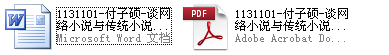 1131101-付子硕-谈网
络小说与传统小说...
Microsoft Word 文档
PDF
1131101-付子硕-谈网
络小说与传统小说...
Adobe Acrobat Do...